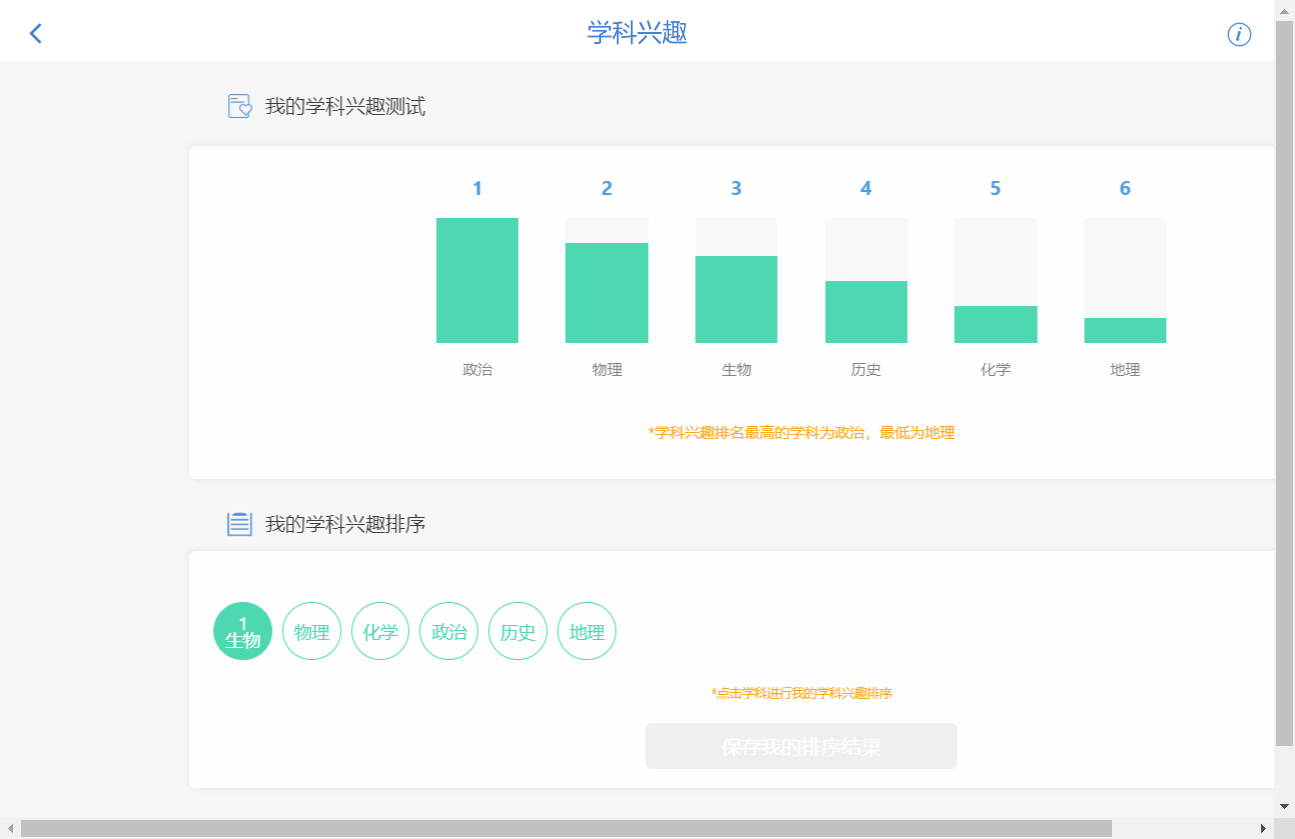 学科兴趣
我的学科兴趣测试
1 2 3 4 5 6
政治 物理 生物 历史 化学 地理
*学科兴趣排名最高的学科为政治，最低为地理
我的学科兴趣排序
1
生物 物理 化学 政治 历史 地理
*点击学科进行我的学科兴趣排序
保存我的排序结果